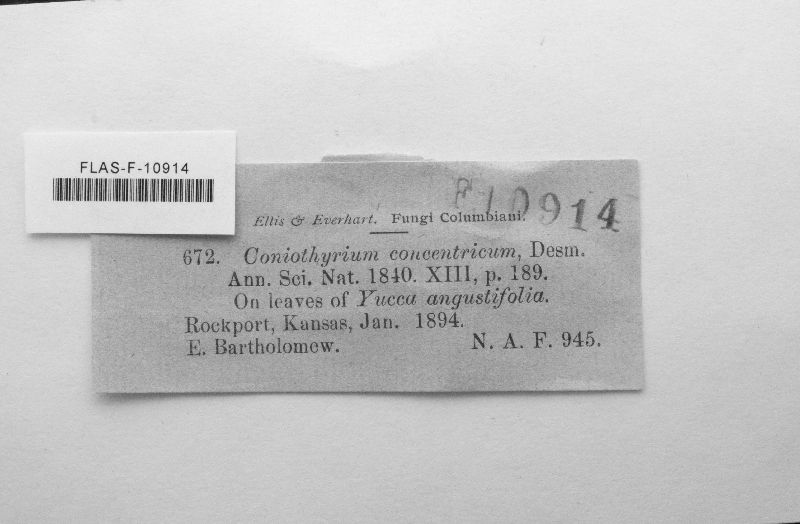 FLAS-F-10914
F10914
Ellis & Everhart. Fungi Columbiani.
672. Coniothyrium concentricum, Desm.
Ann. Sci. Nat. 1840. XIII, p. 189.
On leaves of Yucca angustifolia.
Rockport, Kansas, Jan. 1894.
E. Bartholomew. N. A. F. 945.